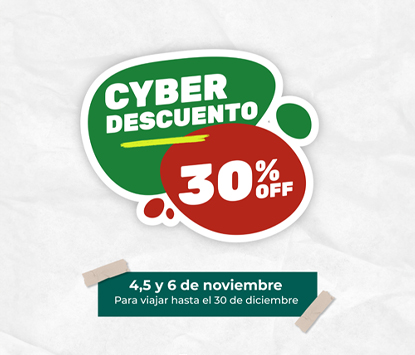 CYBER
DESCUENTO
30% OFF
4,5 y 6 de noviembre
Para viajar hasta el 30 de diciembre